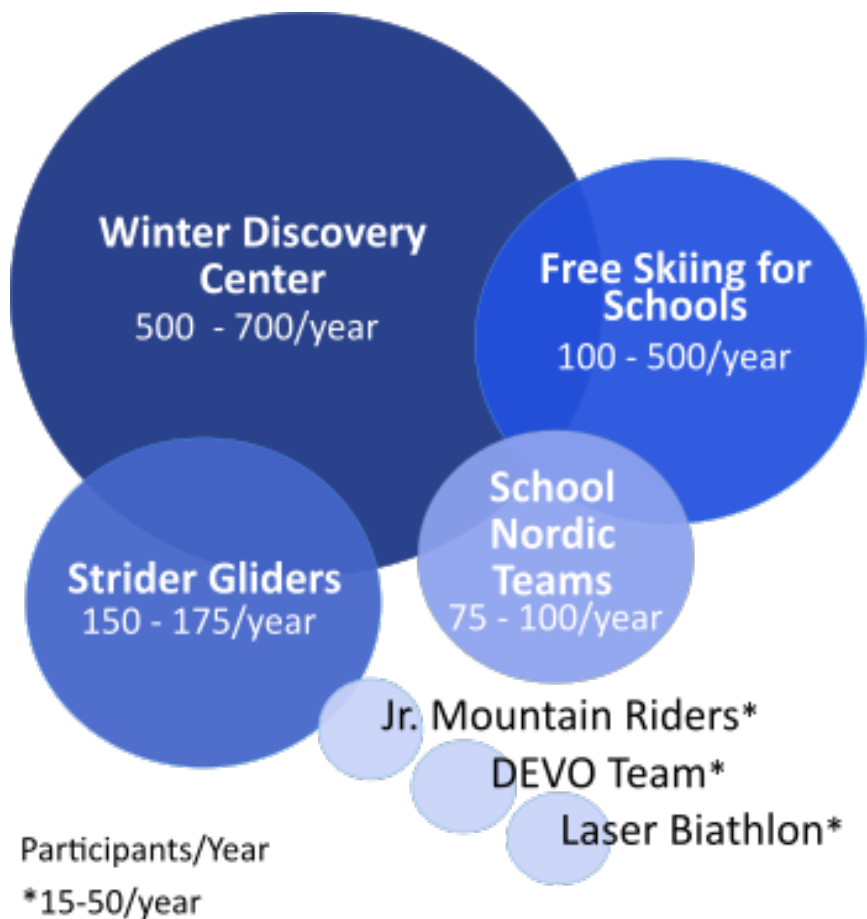 Winter Discovery
Center
500 - 700/year
Free Skiing for
Schools
100 - 500/year
Strider Gliders
150 - 175/year
School
Nordic
Teams
75 - 100/year
Jr. Mountain Riders*
DEVO Team*
Laser Biathlon*
Participants/Year
*15-50/year